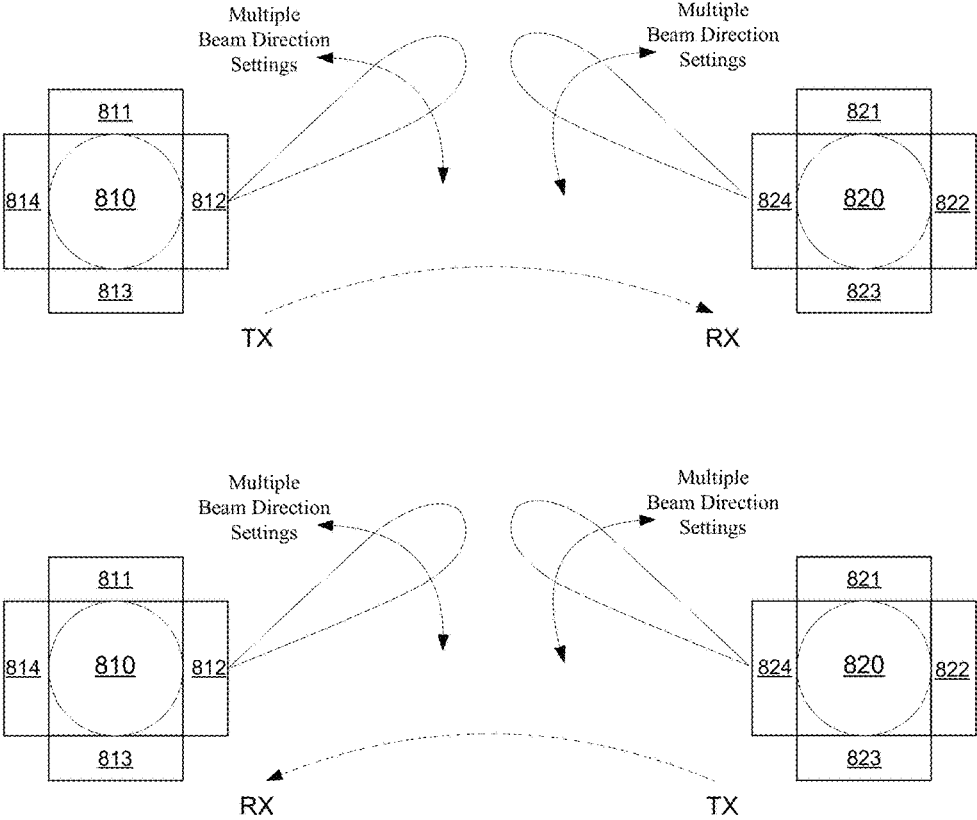 Multiple
Beam Direction
Settings
Multiple
Beam Direction
Settings
811
814
810
812
813
821
824
820
822
823
TX
RX
Multiple
Beam Direction
Settings
Multiple
Beam Direction
Settings
811
814
810
812
813
821
824
820
822
823
RX
TX